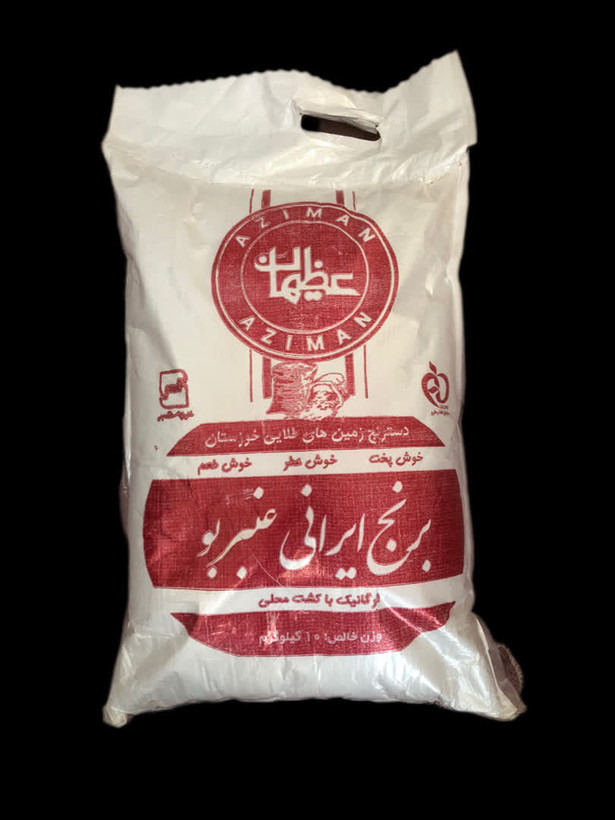 AZIMAN
عظیمان
AZIMAN
دسترنج زمین های طلایی خوزستان
خوش پخت خوش عطر خوش طعم
برنج ایرانی عنبربو
ارگانیک با کشت محلی
وزن خالص: ۱۰ کیلوگرم